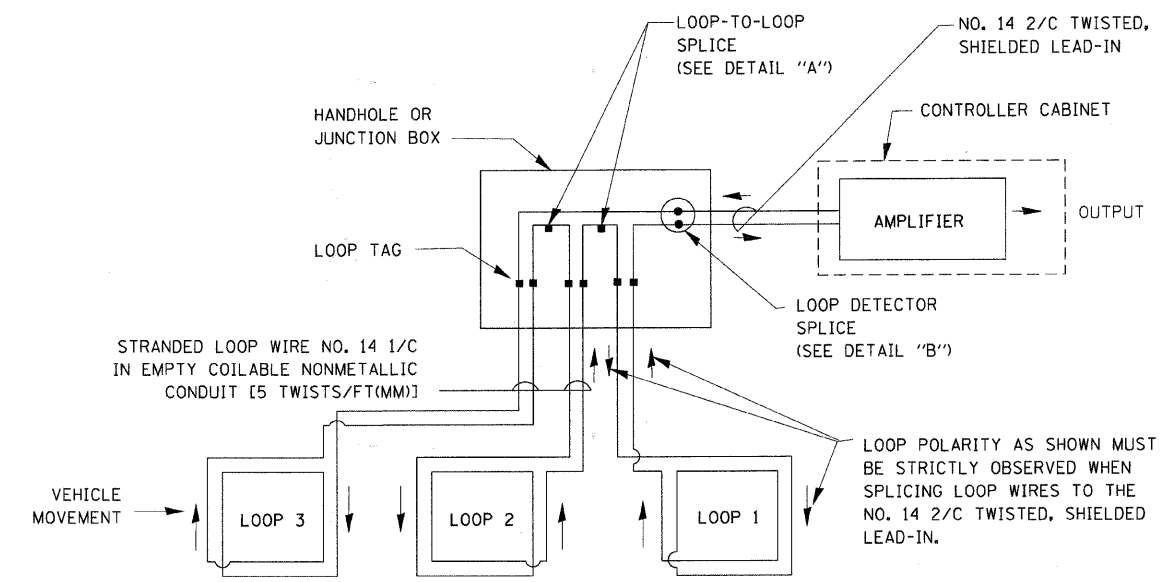 LOOP-TO-LOOP
SPLICE
(SEE DETAIL "A")
NO. 14 2/C TWISTED,
SHIELDED LEAD-IN
HANDHOLE OR
JUNCTION BOX
CONTROLLER CABINET
AMPLIFIER
OUTPUT
LOOP TAG
LOOP DETECTOR
SPLICE
(SEE DETAIL "B")
STRANDED LOOP WIRE NO. 14 1/C
IN EMPTY COILABLE NONMETALLIC
CONDUIT [5 TWISTS/FT(MM)]
LOOP POLARITY AS SHOWN MUST
BE STRICTLY OBSERVED WHEN
SPLICING LOOP WIRES TO THE
NO. 14 2/C TWISTED, SHIELDED
LEAD-IN.
VEHICLE
MOVEMENT
LOOP 3
LOOP 2
LOOP 1